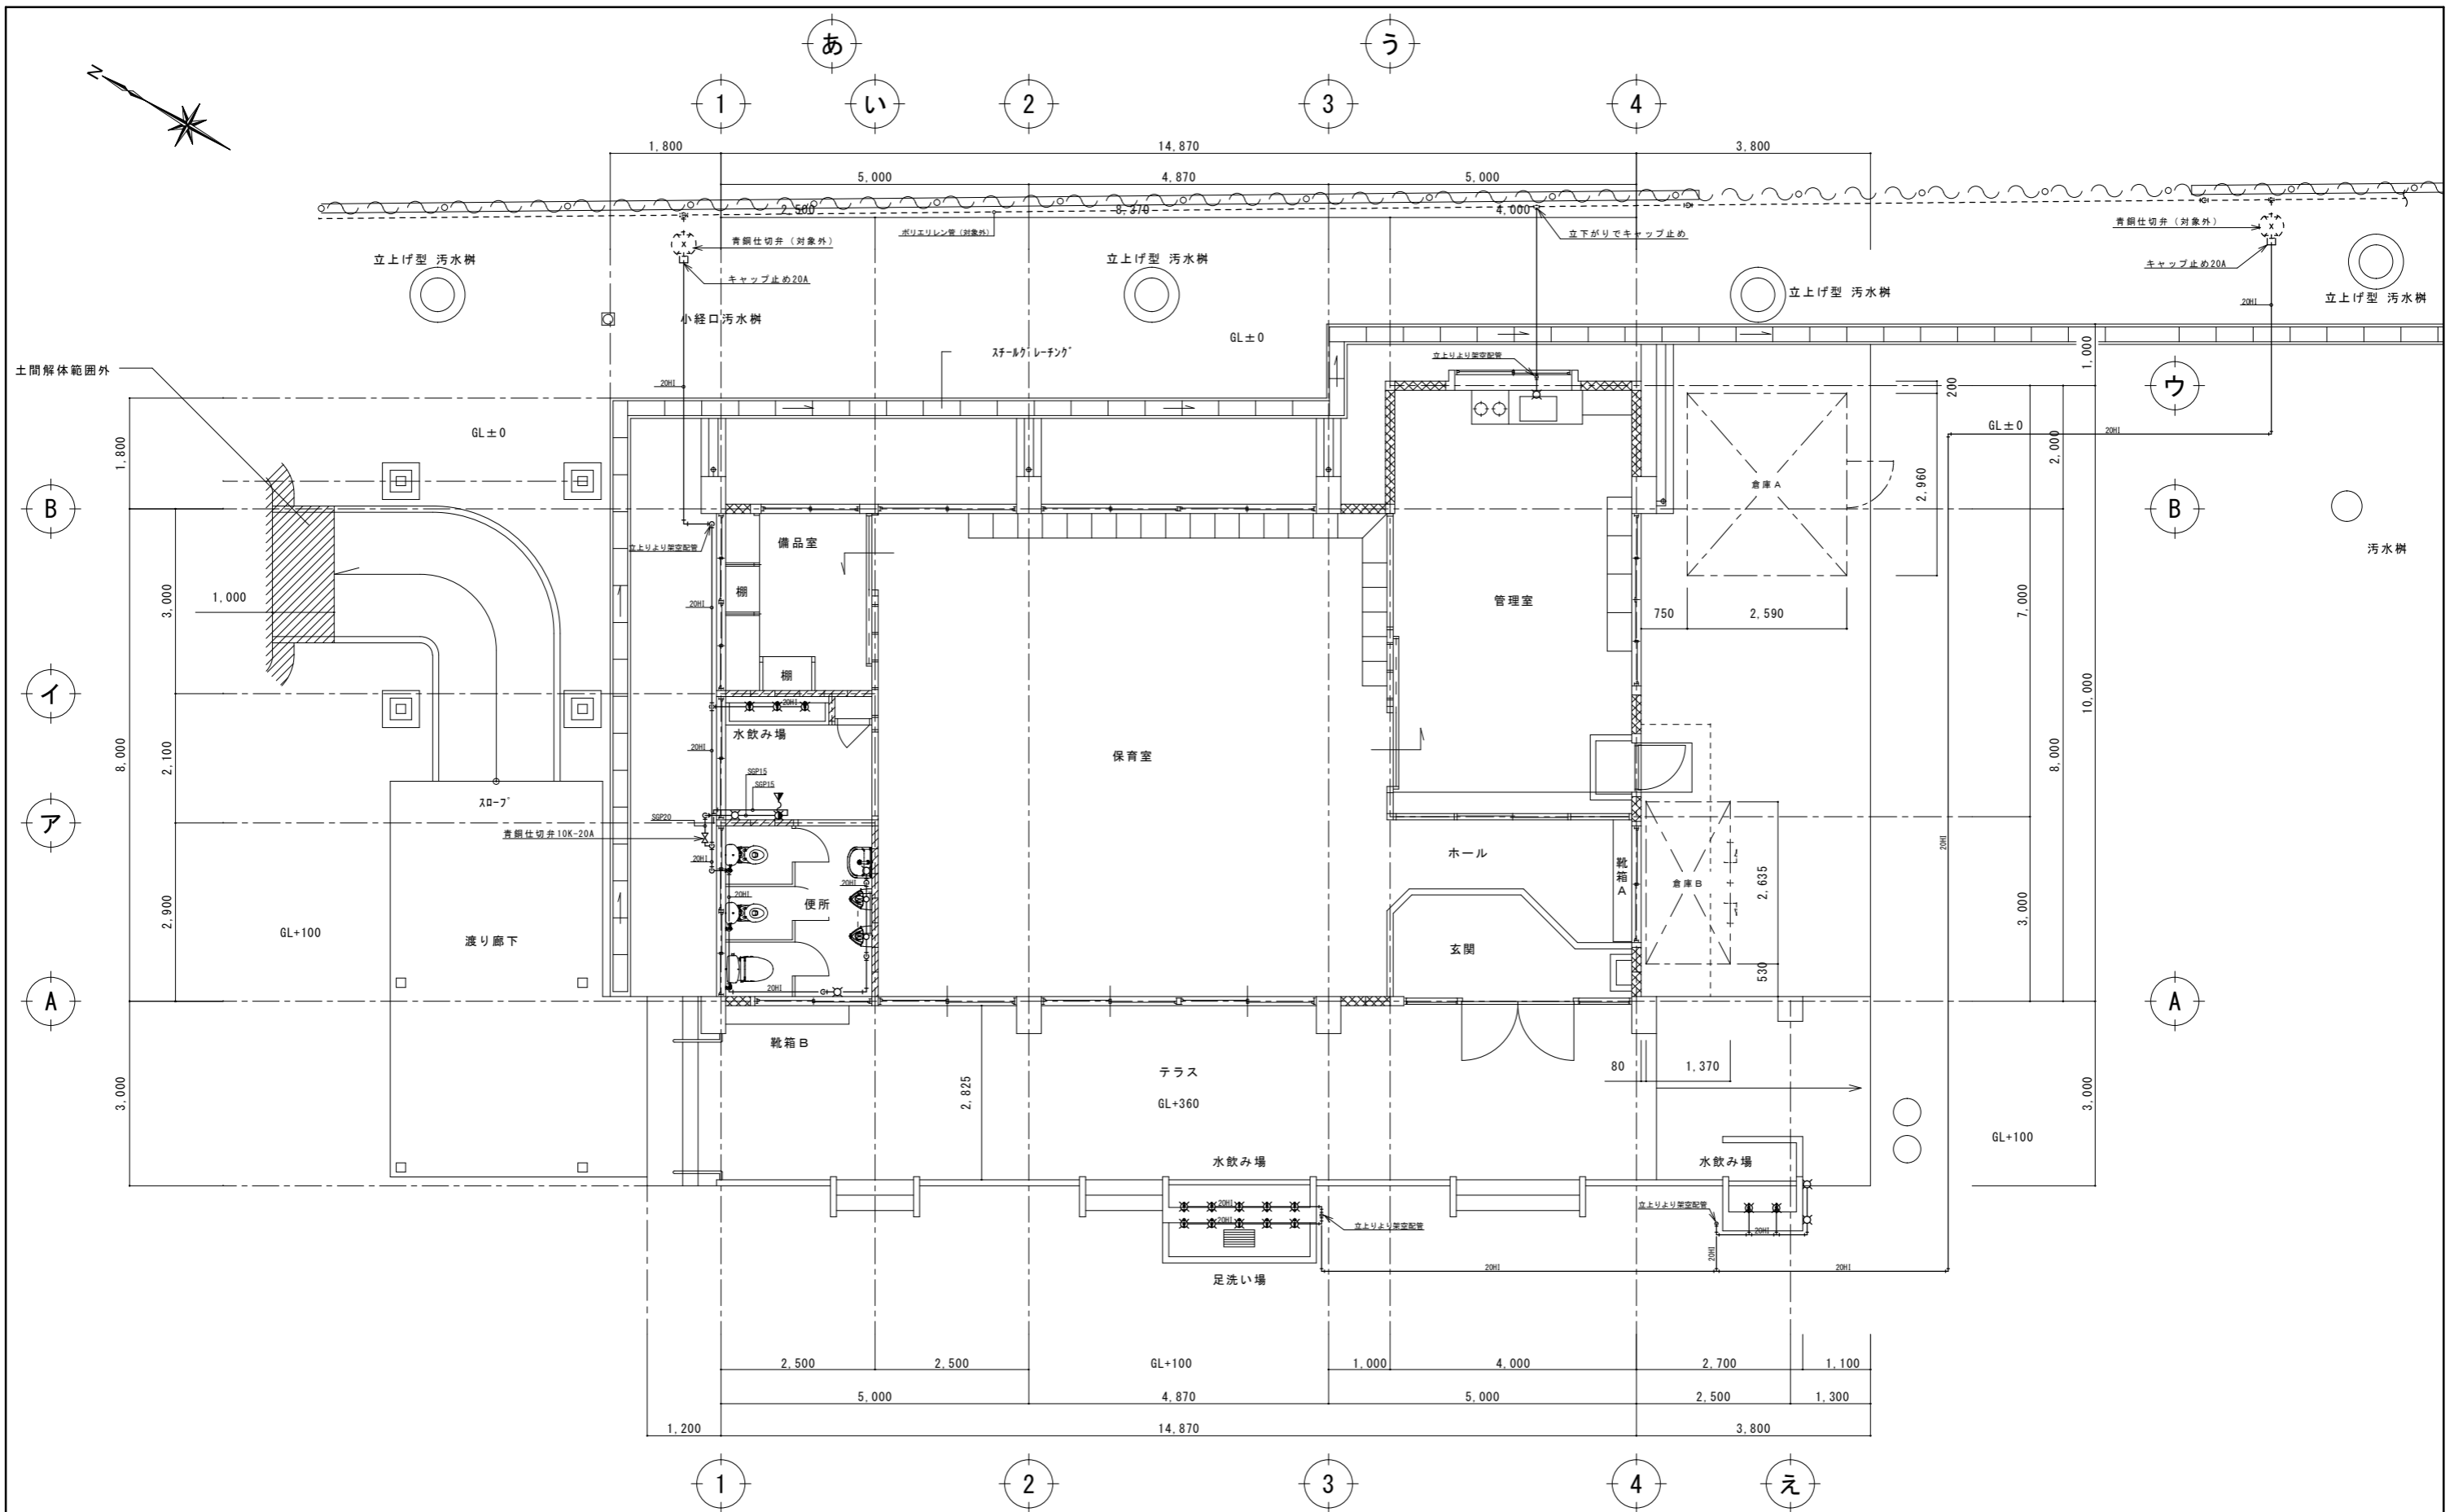 あ
う
N
1
い
2
3
4
1,800
14,870
3,800
5,000
4,870
5,000
2,500
8,370
4,000
青銅仕切弁（対象外）
ポリエリレン管（対象外）
立下がりでキャップ止め
青銅仕切弁（対象外）
立上げ型 汚水桝
立上げ型 汚水桝
キャップ止め20A
キャップ止め20A
立上げ型 汚水桝
立上げ型 汚水桝
20HI
小経口汚水桝
GL±0
スチールグレーチング
立上りより架空配管
1,000
土間解体範囲外
20HI
200
ウ
GL±0
GL±0
20HI
1,800
2,000
倉庫A
2,960
B
B
立上りより架空配管
備品室
汚水桝
棚
20HI
3,000
1,000
管理室
750
2,590
7,000
棚
イ
20HI
10,000
水飲み場
20HI
保育室
8,000
2,100
8,000
SGP15
SGP15
スロープ
SGP20
ア
青銅仕切弁10K-20A
20HI
20HI
ホール
靴箱A
倉庫B
2,635
20HI
20HI
便所
2,900
3,000
GL+100
渡り廊下
玄関
530
20HI
A
A
靴箱B
テラス
80
1,370
GL+360
2,825
3,000
3,000
GL+100
水飲み場
水飲み場
20HI
20HI
立上りより架空配管
立上りより架空配管
20HI
20HI
20HI
20HI
足洗い場
2,500
2,500
GL+100
1,000
4,000
2,700
1,100
5,000
4,870
5,000
2,500
1,300
1,200
14,870
3,800
1
2
3
4
え